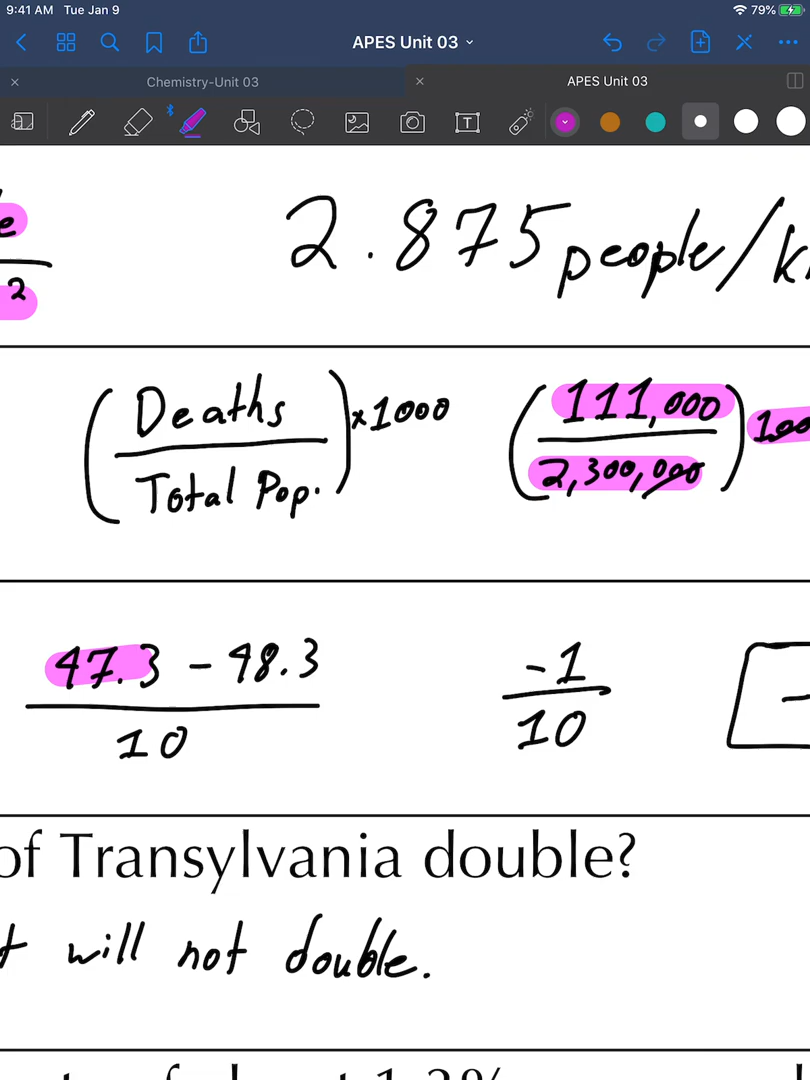 9:41 AM Tue Jan 9 79%
APES Unit 03
Chemistry-Unit 03 APES Unit 03
T
e
2
2.875 people/k
(Deaths / Total Pop.) x1000
(111,000 / 2,300,000) 100
47.3 - 48.3
10
-1
10
-
of Transylvania double?
t will not double.